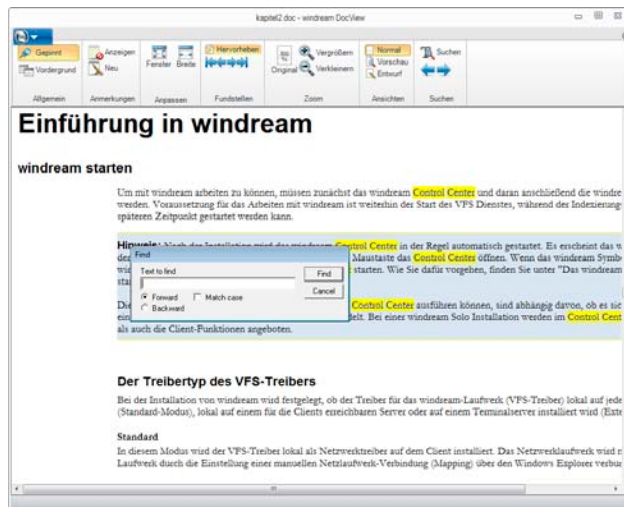 kapitel2.doc - windream DocView
Gepinnt Anzeigen Hervorheben Vergrößern Normal Suchen
Vordergrund Neu Fenster Breite Original Verkleinern Vorschau
Entwurf
Allgemein Anmerkungen Anpassen Fundstellen Zoom Ansichten Suchen
Einführung in windream
windream starten
Um mit windream arbeiten zu können, müssen zunächst das windream Control Center und daran anschließend die windre
werden. Voraussetzung für das Arbeiten mit windream ist weiterhin der Start des VFS Dienstes, während der Indexierung
späteren Zeitpunkt gestartet werden kann.
Hinweis: Nach der Installation wird das windream Control Center in der Regel automatisch gestartet. Es erscheint das w
Maustaste das Control Center öffnen. Wenn das windream Symb
starten. Wie Sie dafür vorgehen, finden Sie unter "Das windream
Find
Text to find
Find
Forward Match case
Cancel
Backward
Die Control Center ausführen können, sind abhängig davon, ob es sic
ein delt. Bei einer windream Solo Installation werden im Control Cent
als auch die Client-Funktionen angeboten.
Der Treibertyp des VFS-Treibers
Bei der Installation von windream wird festgelegt, ob der Treiber für das windream-Laufwerk (VFS-Treiber) lokal auf jede
(Standard-Modus), lokal auf einem für die Clients erreichbaren Server oder auf einem Terminalserver installiert wird (Exte
Standard
In diesem Modus wird der VFS-Treiber lokal als Netzwerktreiber auf dem Client installiert. Das Netzwerklaufwerk wird n
Laufwerk durch die Einstellung einer manuellen Netzlaufwerk-Verbindung (Mapping) über den Windows Explorer verbun